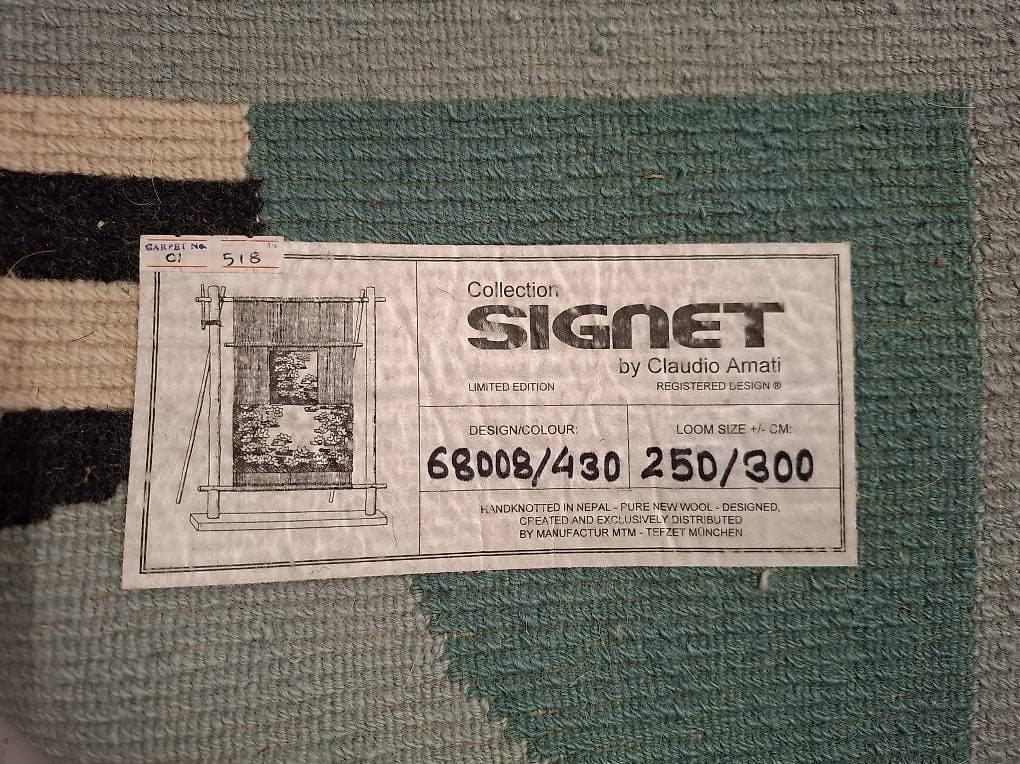 CARPET No.
C1 518
Collection
SIGNET
by Claudio Amati
LIMITED EDITION REGISTERED DESIGN ®
DESIGN/COLOUR: LOOM SIZE +/- CM:
68008/430 250/300
HANDKNOTTED IN NEPAL - PURE NEW WOOL - DESIGNED,
CREATED AND EXCLUSIVELY DISTRIBUTED
BY MANUFACTUR MTM - TEFZET MÜNCHEN